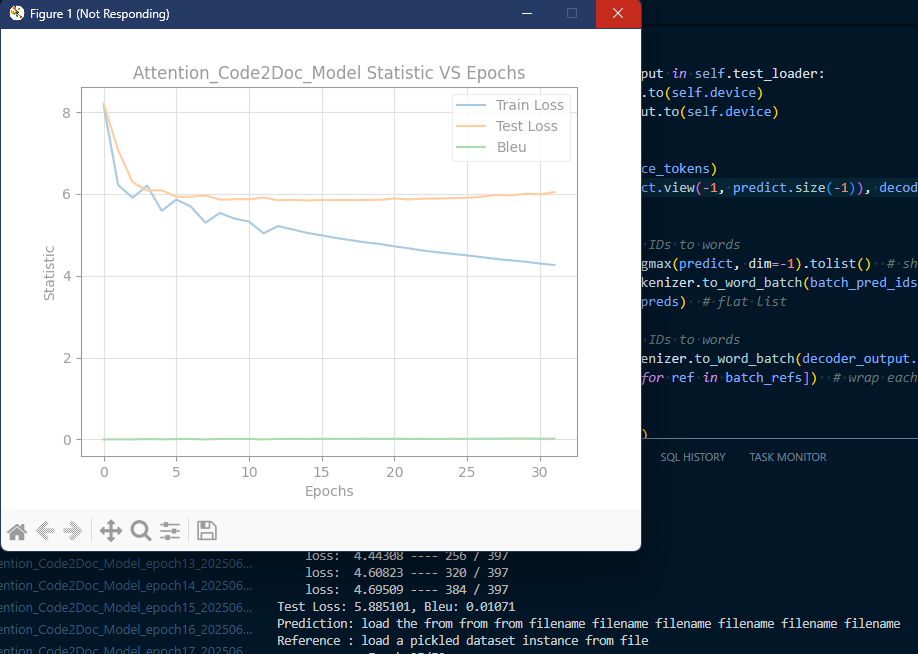 Figure 1 (Not Responding)
Attention_Code2Doc_Model Statistic VS Epochs
Train Loss
Test Loss
Bleu
8
6
4
2
0
Statistic
0 5 10 15 20 25 30
Epochs
put in self.test_loader:
.to(self.device)
ut.to(self.device)
ce_tokens)
ct.view(-1, predict.size(-1)), decod
IDs to words
gmax(predict, dim=-1).tolist() # sh
kenizer.to_word_batch(batch_pred_ids
preds) # flat list
IDs to words
enizer.to_word_batch(decoder_output.
for ref in batch_refs]) # wrap each
)
SQL HISTORY TASK MONITOR
ention_Code2Doc_Model_epoch13_202506...
ention_Code2Doc_Model_epoch14_202506...
ention_Code2Doc_Model_epoch15_202506...
ention_Code2Doc_Model_epoch16_202506...
ention_Code2Doc_Model_epoch17_202506...
loss: 4.44308 ---- 256 / 397
loss: 4.60823 ---- 320 / 397
loss: 4.69509 ---- 384 / 397
Test Loss: 5.885101, Bleu: 0.01071
Prediction: load the from from from filename filename filename filename filename filename
Reference : load a pickled dataset instance from file